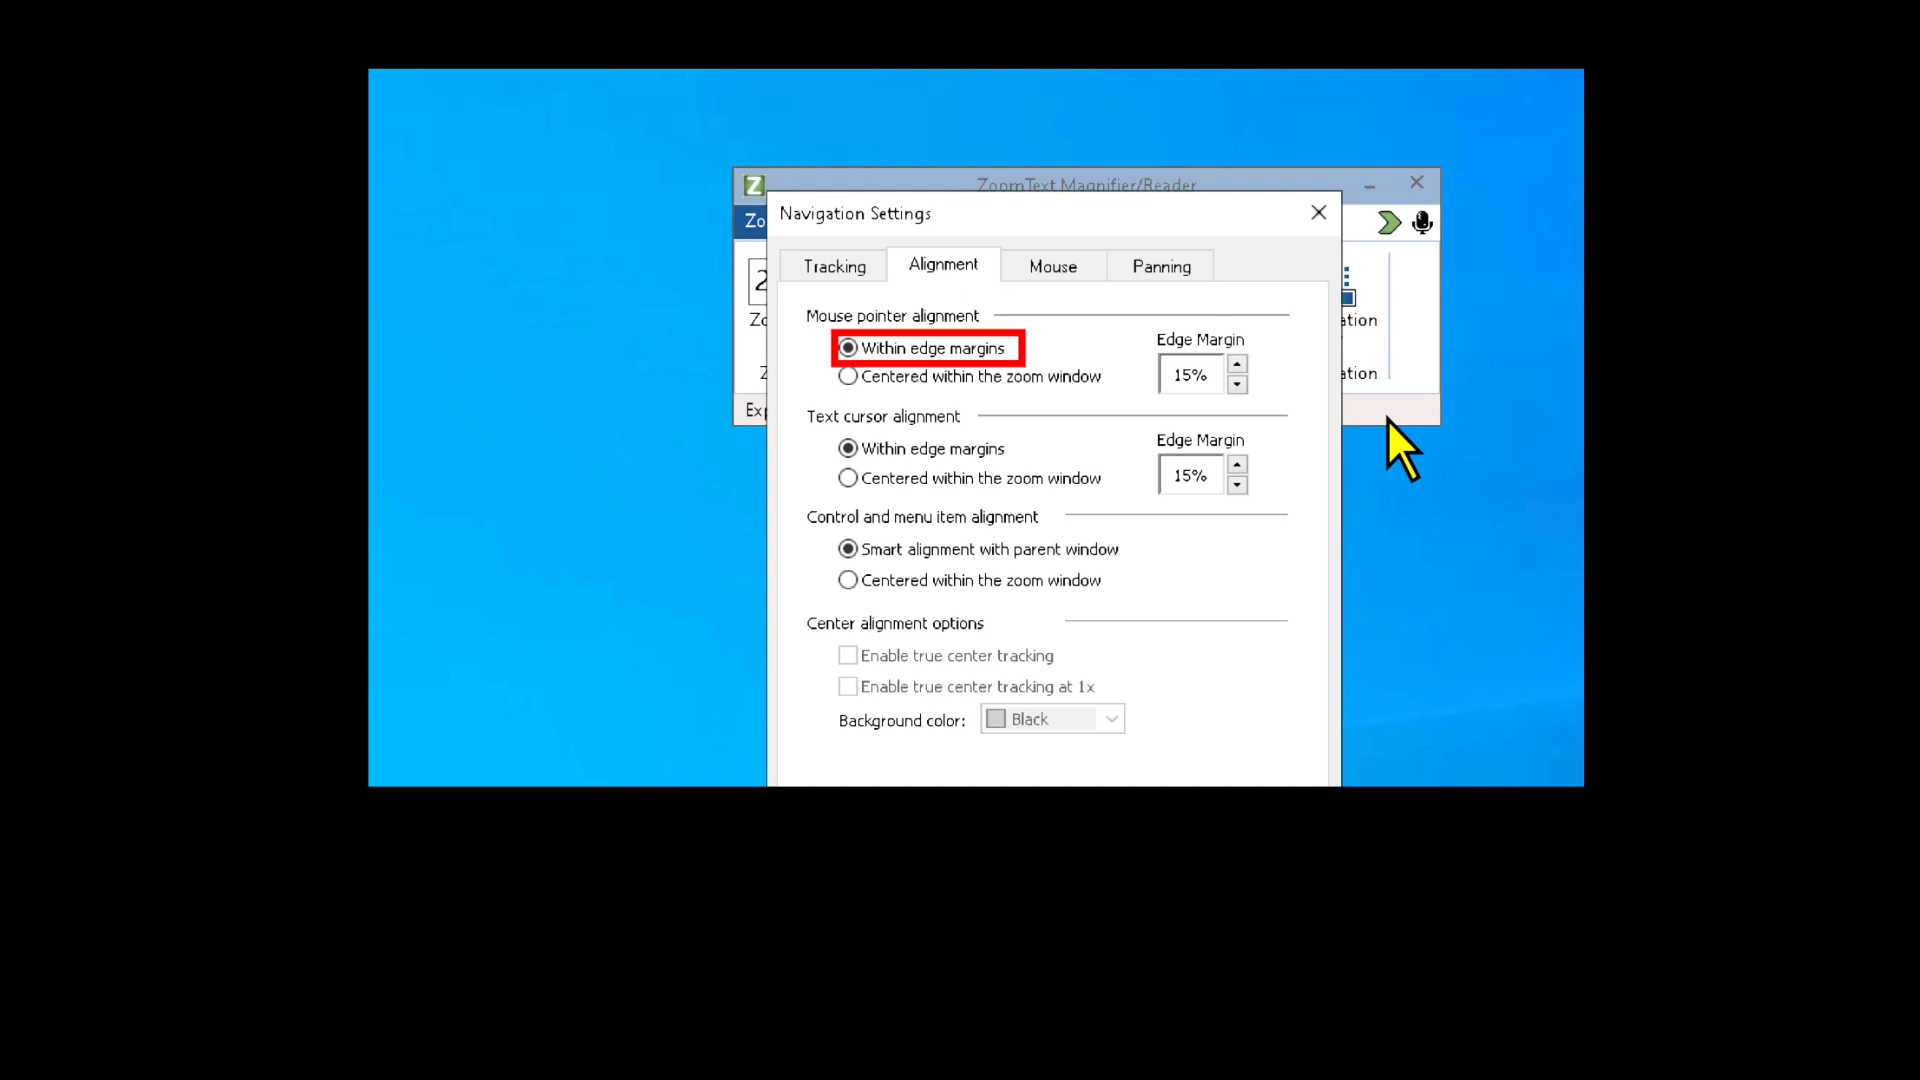 ZoomText Magnifier/Reader
Navigation Settings
Tracking
Alignment
Mouse
Panning
Mouse pointer alignment
Within edge margins
Edge Margin
Centered within the zoom window
15%
Text cursor alignment
Within edge margins
Edge Margin
Centered within the zoom window
15%
Control and menu item alignment
Smart alignment with parent window
Centered within the zoom window
Center alignment options
Enable true center tracking
Enable true center tracking at 1x
Background color:
Black